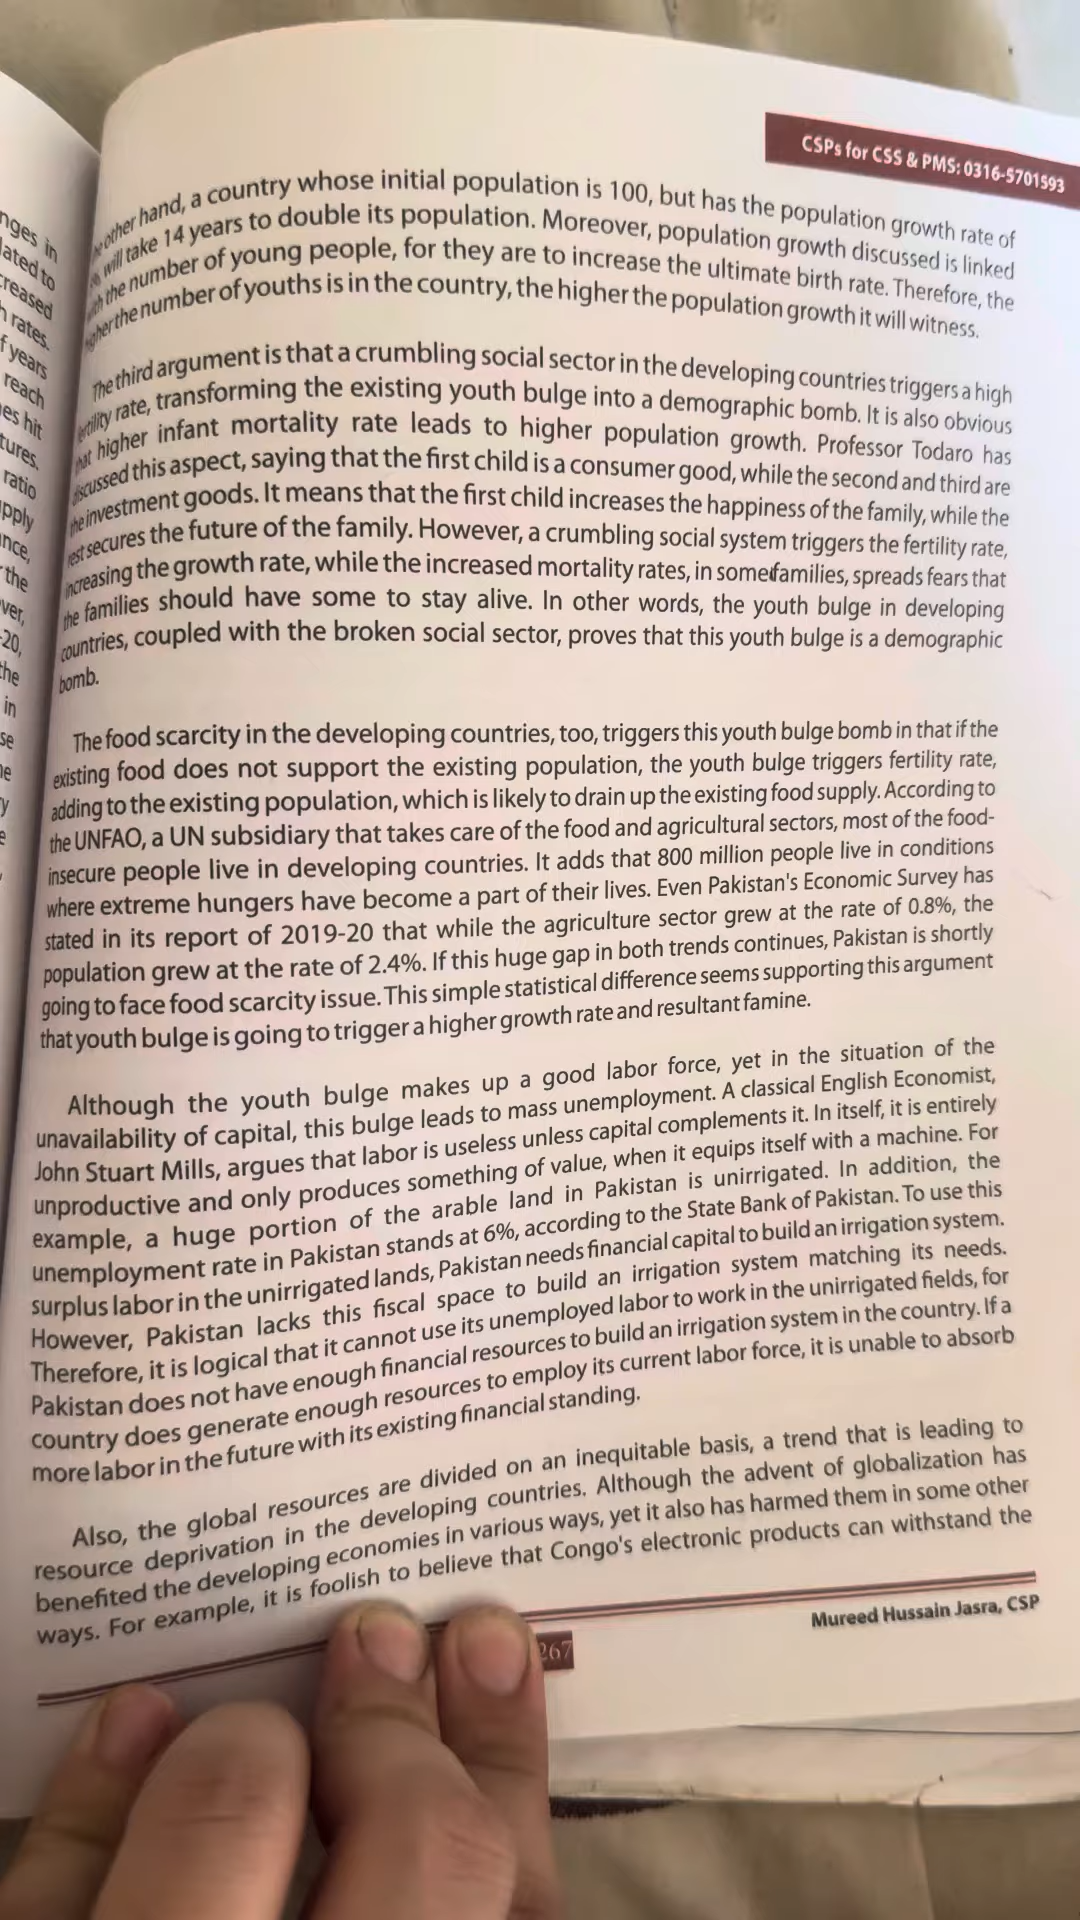 nges in
lated to
creased
h rates.
f years
reach
es hit
tures.
ratio
pply
nce,
the
ver,
-20,
the
in
se
ne
y
e
CSPs for CSS & PMS: 0316-5701593
other hand, a country whose initial population is 100, but has the population growth rate of
will take 14 years to double its population. Moreover, population growth discussed is linked
with the number of young people, for they are to increase the ultimate birth rate. Therefore, the
higher the number of youths is in the country, the higher the population growth it will witness.
The third argument is that a crumbling social sector in the developing countries triggers a high
fertility rate, transforming the existing youth bulge into a demographic bomb. It is also obvious
that higher infant mortality rate leads to higher population growth. Professor Todaro has
discussed this aspect, saying that the first child is a consumer good, while the second and third are
the investment goods. It means that the first child increases the happiness of the family, while the
rest secures the future of the family. However, a crumbling social system triggers the fertility rate,
increasing the growth rate, while the increased mortality rates, in some families, spreads fears that
the families should have some to stay alive. In other words, the youth bulge in developing
countries, coupled with the broken social sector, proves that this youth bulge is a demographic
bomb.
The food scarcity in the developing countries, too, triggers this youth bulge bomb in that if the
existing food does not support the existing population, the youth bulge triggers fertility rate,
adding to the existing population, which is likely to drain up the existing food supply. According to
the UNFAO, a UN subsidiary that takes care of the food and agricultural sectors, most of the food-
insecure people live in developing countries. It adds that 800 million people live in conditions
where extreme hungers have become a part of their lives. Even Pakistan's Economic Survey has
stated in its report of 2019-20 that while the agriculture sector grew at the rate of 0.8%, the
population grew at the rate of 2.4%. If this huge gap in both trends continues, Pakistan is shortly
going to face food scarcity issue. This simple statistical difference seems supporting this argument
that youth bulge is going to trigger a higher growth rate and resultant famine.
Although the youth bulge makes up a good labor force, yet in the situation of the
unavailability of capital, this bulge leads to mass unemployment. A classical English Economist,
John Stuart Mills, argues that labor is useless unless capital complements it. In itself, it is entirely
unproductive and only produces something of value, when it equips itself with a machine. For
example, a huge portion of the arable land in Pakistan is unirrigated. In addition, the
unemployment rate in Pakistan stands at 6%, according to the State Bank of Pakistan. To use this
surplus labor in the unirrigated lands, Pakistan needs financial capital to build an irrigation system.
However, Pakistan lacks this fiscal space to build an irrigation system matching its needs.
Therefore, it is logical that it cannot use its unemployed labor to work in the unirrigated fields, for
Pakistan does not have enough financial resources to build an irrigation system in the country. If a
country does generate enough resources to employ its current labor force, it is unable to absorb
more labor in the future with its existing financial standing.
Also, the global resources are divided on an inequitable basis, a trend that is leading to
resource deprivation in the developing countries. Although the advent of globalization has
benefited the developing economies in various ways, yet it also has harmed them in some other
ways. For example, it is foolish to believe that Congo's electronic products can withstand the
Mureed Hussain Jasra, CSP
267